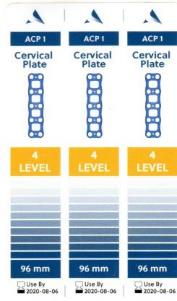 ACP 1
Cervical
Plate
4
LEVEL
96 mm
Use By
2020-08-06
ACP 1
Cervical
Plate
4
LEVEL
96 mm
Use By
2020-08-06
ACP 1
Cervical
Plate
4
LEVEL
96 mm
Use By
2020-08-06